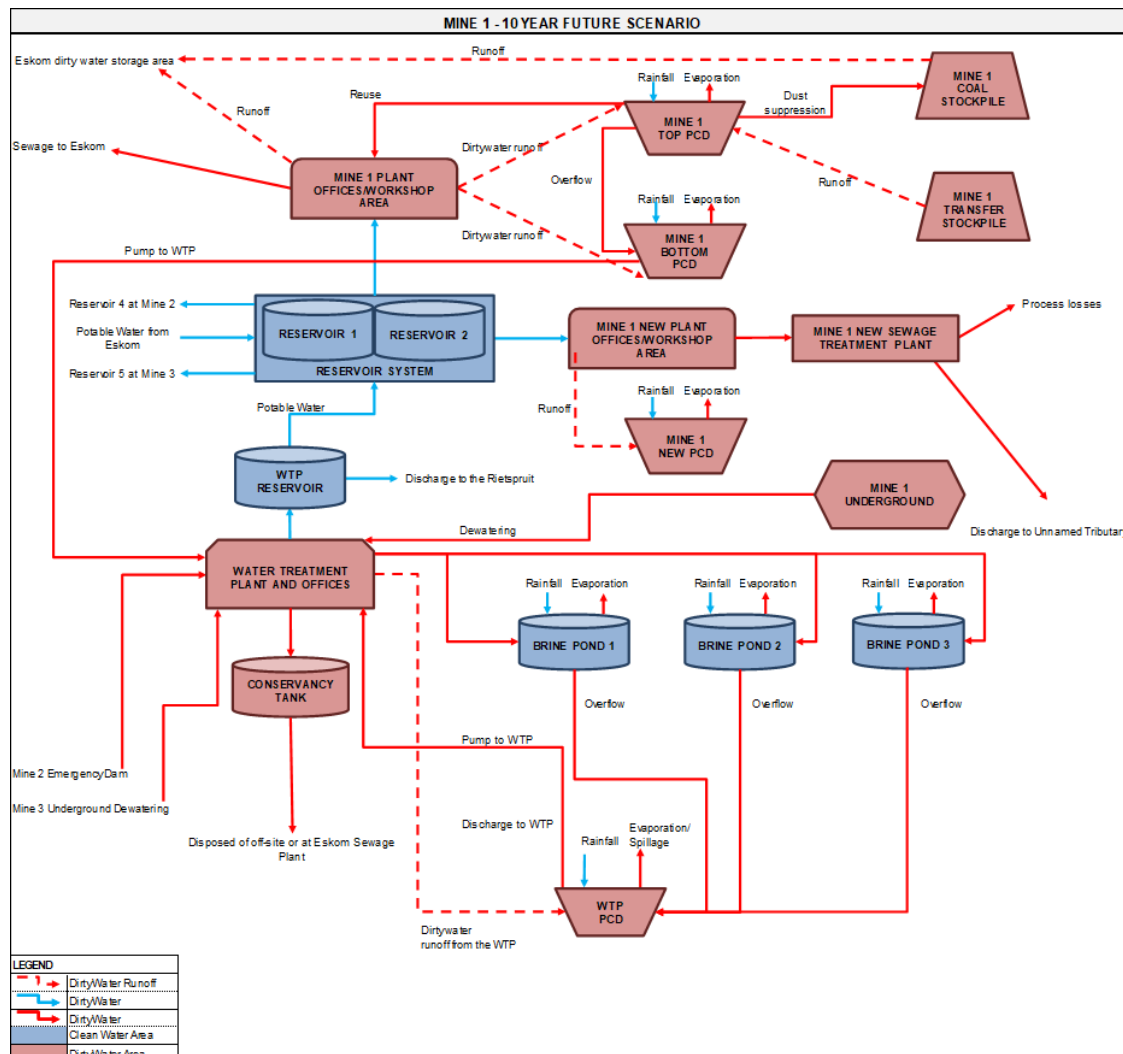 MINE 1 - 10 YEAR FUTURE SCENARIO
Runoff
Eskom dirty water storage area
Rainfall Evaporation
MINE 1
COAL
STOCKPILE
Reuse
Dust
suppression
MINE 1
TOP PCD
Runoff
Sewage to Eskom
Dirtywater runoff
MINE 1 PLANT
OFFICES/WORKSHOP
AREA
Overflow
Runoff
MINE 1
TRANSFER
STOCKPILE
Rainfall Evaporation
Dirtywater runoff
MINE 1
BOTTOM
PCD
Pump to WTP
Reservoir 4 at Mine 2
Process losses
Potable Water from
Eskom
RESERVOIR 1
RESERVOIR 2
MINE 1 NEW PLANT
OFFICES/WORKSHOP
AREA
MINE 1 NEW SEWAGE
TREATMENT PLANT
Reservoir 5 at Mine 3
RESERVOIR SYSTEM
Rainfall Evaporation
Potable Water
Runoff
MINE 1
NEW PCD
WTP
RESERVOIR
Discharge to the Rietspruit
MINE 1
UNDERGROUND
Dewatering
Discharge to Unnamed Tributary
WATER TREATMENT
PLANT AND OFFICES
Rainfall Evaporation
Rainfall Evaporation
Rainfall Evaporation
BRINE POND 1
BRINE POND 2
BRINE POND 3
CONSERVANCY
TANK
Overflow
Overflow
Overflow
Pump to WTP
Mine 2 EmergencyDam
Mine 3 Underground Dewatering
Discharge to WTP
Evaporation/
Spillage
Rainfall
Disposed of off-site or at Eskom Sewage
Plant
WTP
PCD
Dirtywater
runoff from the WTP
LEGEND
DirtyWater Runoff
DirtyWater
DirtyWater
Clean Water Area
DirtyWater Area